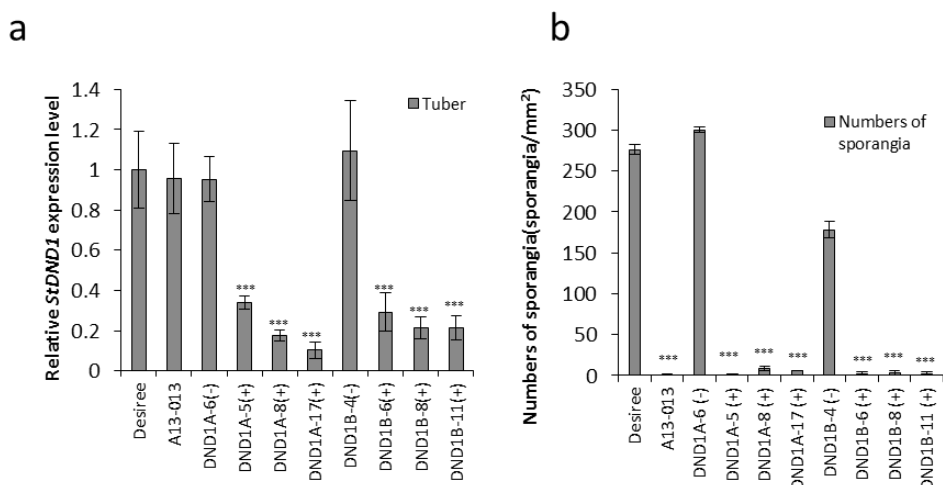 a
Relative StDND1 expression level
1.4
1.2
1
0.8
0.6
0.4
0.2
0
Tuber
***
***
***
***
***
***
Desiree
A13-013
DND1A-6(-)
DND1A-5(+)
DND1A-8(+)
DND1A-17(+)
DND1B-4(-)
DND1B-6(+)
DND1B-8(+)
DND1B-11(+)
b
Numbers of sporangia(sporangia/mm²)
350
300
250
200
150
100
50
0
Numbers of
sporangia
***
***
***
***
***
***
***
Desiree
A13-013
DND1A-6 (-)
DND1A-5 (+)
DND1A-8 (+)
DND1A-17 (+)
DND1B-4 (-)
DND1B-6 (+)
DND1B-8 (+)
DND1B-11 (+)